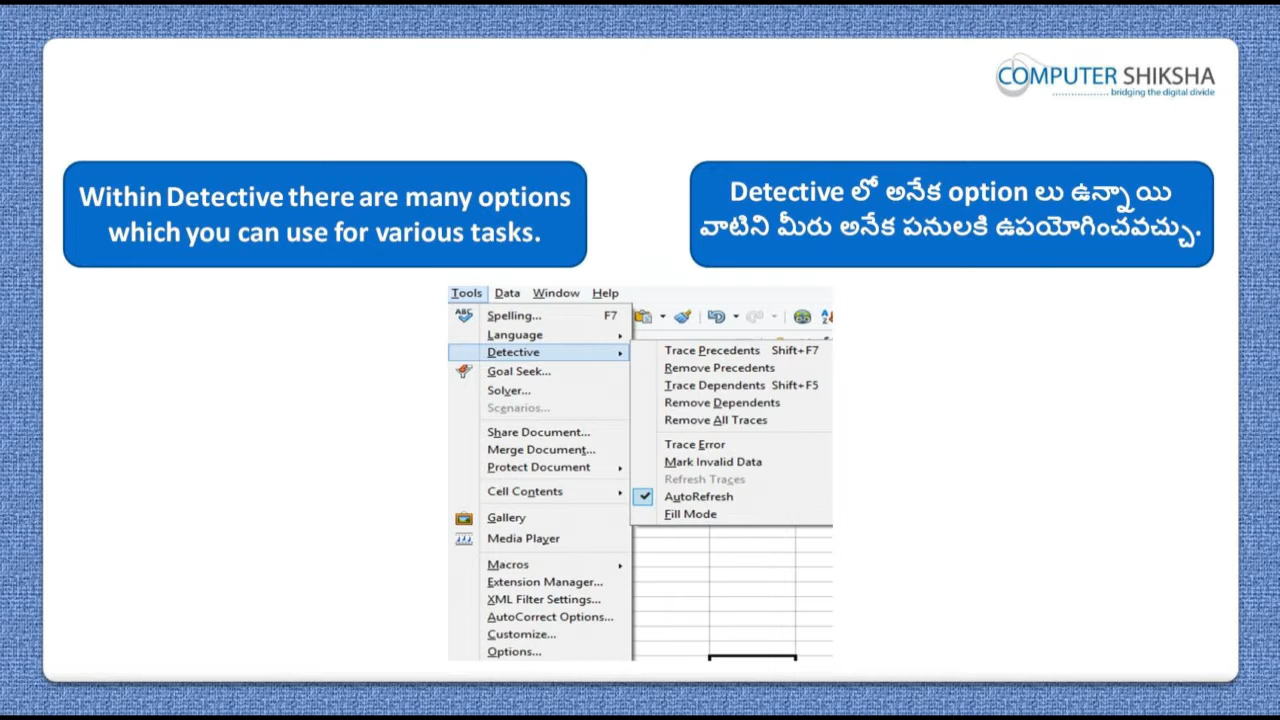 COMPUTER SHIKSHA
bridging the digital divide
Within Detective there are many options
which you can use for various tasks.
Detective లో అనేక option లు ఉన్నాయి
వాటిని మీరు అనేక పనులకి ఉపయోగించవచ్చు.
Tools Data Window Help
ABC Spelling... F7
Language
Detective
Goal Seek...
Solver...
Scenarios...
Share Document...
Merge Document...
Protect Document
Cell Contents
Gallery
Media Player
Macros
Extension Manager...
XML Filter Settings...
AutoCorrect Options...
Customize...
Options...
Trace Precedents Shift+F7
Remove Precedents
Trace Dependents Shift+F5
Remove Dependents
Remove All Traces
Trace Error
Mark Invalid Data
Refresh Traces
AutoRefresh
Fill Mode